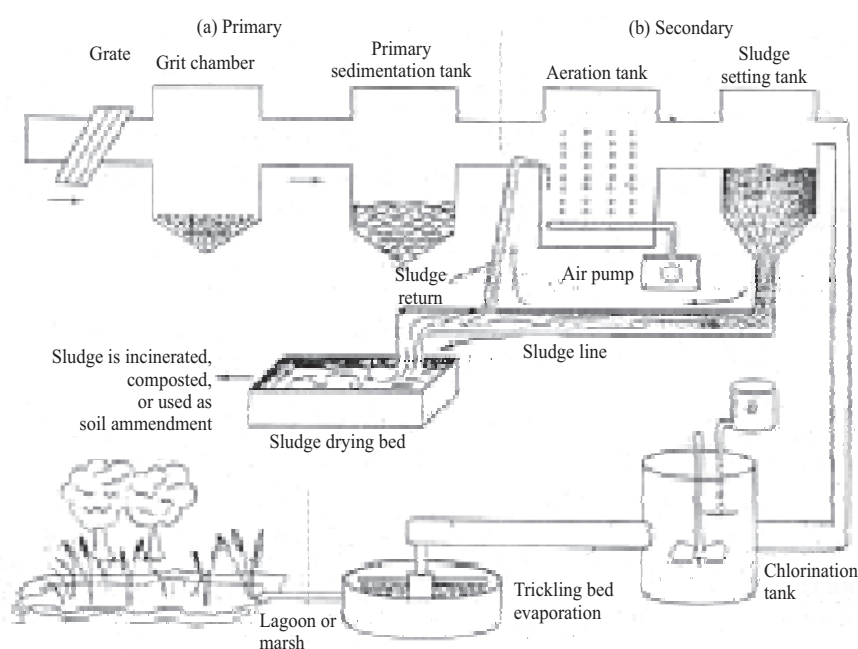 (a) Primary
(b) Secondary
Grate
Grit chamber
Primary
sedimentation tank
Aeration tank
Sludge
setting tank
Sludge
return
Air pump
Sludge line
Sludge is incinerated,
composted,
or used as
soil ammendment
Sludge drying bed
Chlorination
tank
Trickling bed
evaporation
Lagoon or
marsh